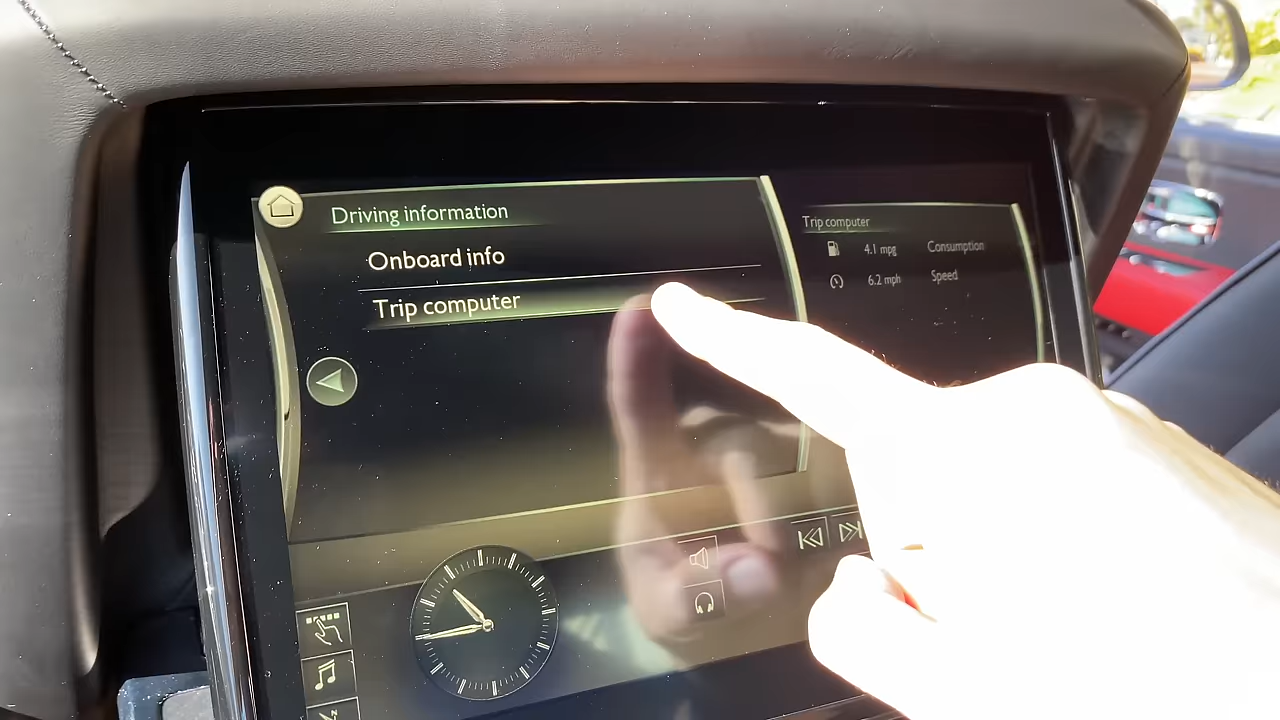 Driving information
Onboard info
Trip computer
Trip computer
4.1 mpg Consumption
6.2 mph Speed